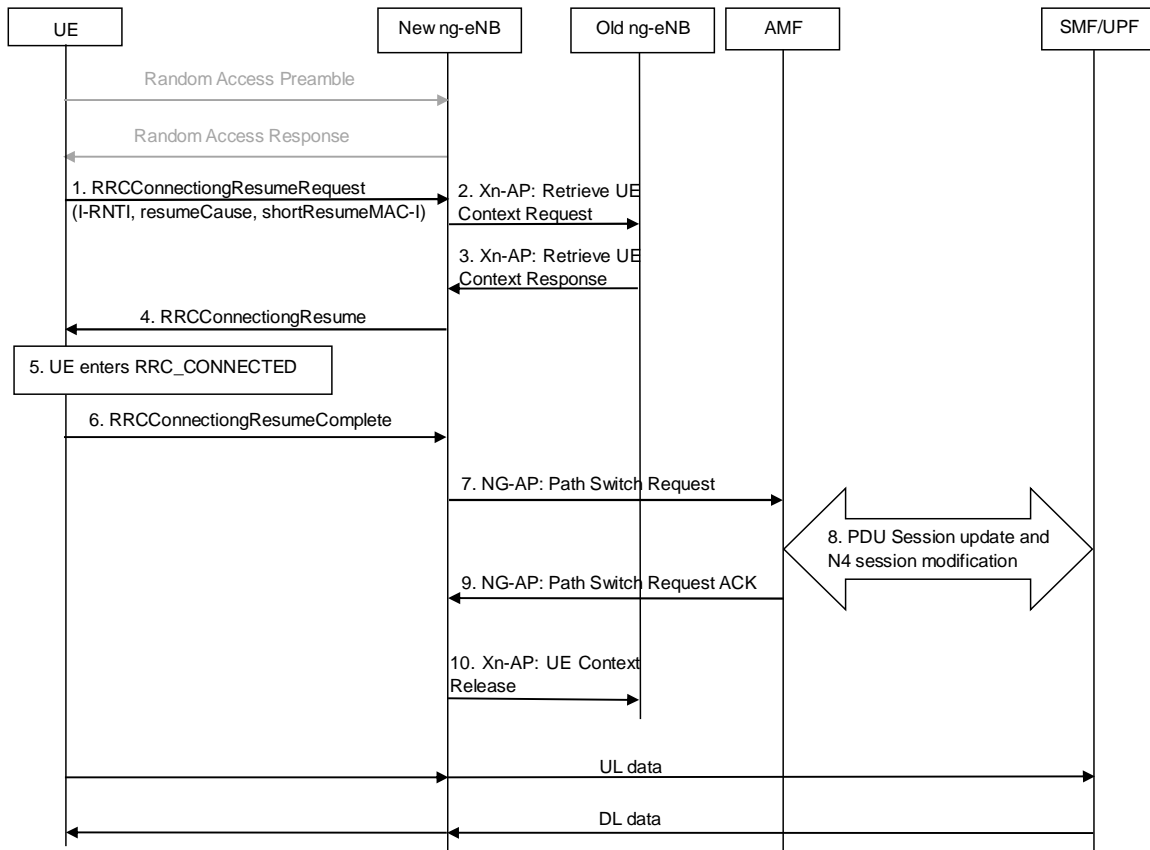 UE
New ng-eNB
Old ng-eNB
AMF
SMF/UPF
Random Access Preamble
Random Access Response
1. RRCConnectiongResumeRequest
(I-RNTI, resumeCause, shortResumeMAC-I)
2. Xn-AP: Retrieve UE
Context Request
3. Xn-AP: Retrieve UE
Context Response
4. RRCConnectiongResume
5. UE enters RRC_CONNECTED
6. RRCConnectiongResumeComplete
7. NG-AP: Path Switch Request
8. PDU Session update and
N4 session modification
9. NG-AP: Path Switch Request ACK
10. Xn-AP: UE Context
Release
UL data
DL data